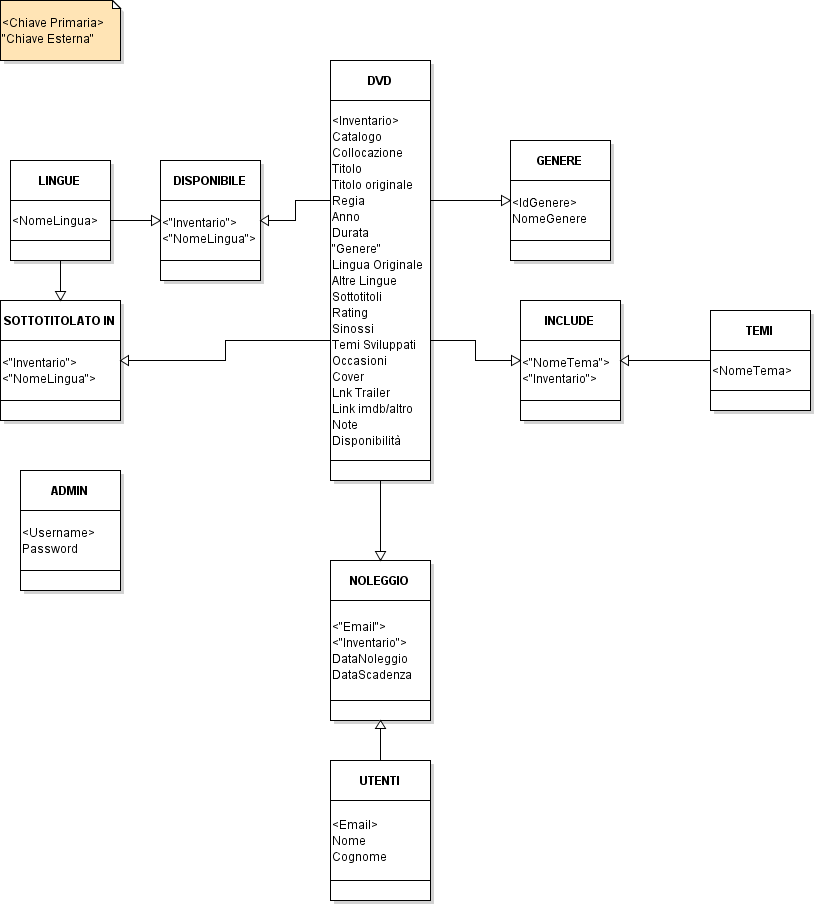 <Chiave Primaria>
"Chiave Esterna"
DVD
<Inventario>
Catalogo
Collocazione
Titolo
Titolo originale
Regia
Anno
Durata
"Genere"
Lingua Originale
Altre Lingue
Sottotitoli
Rating
Sinossi
Temi Sviluppati
Occasioni
Cover
Lnk Trailer
Link imdb/altro
Note
Disponibilità
LINGUE
<NomeLingua>
DISPONIBILE
<"Inventario">
<"NomeLingua">
GENERE
<IdGenere>
NomeGenere
SOTTOTITOLATO IN
<"Inventario">
<"NomeLingua">
INCLUDE
<"NomeTema">
<"Inventario">
TEMI
<NomeTema>
ADMIN
<Username>
Password
NOLEGGIO
<"Email">
<"Inventario">
DataNoleggio
DataScadenza
UTENTI
<Email>
Nome
Cognome